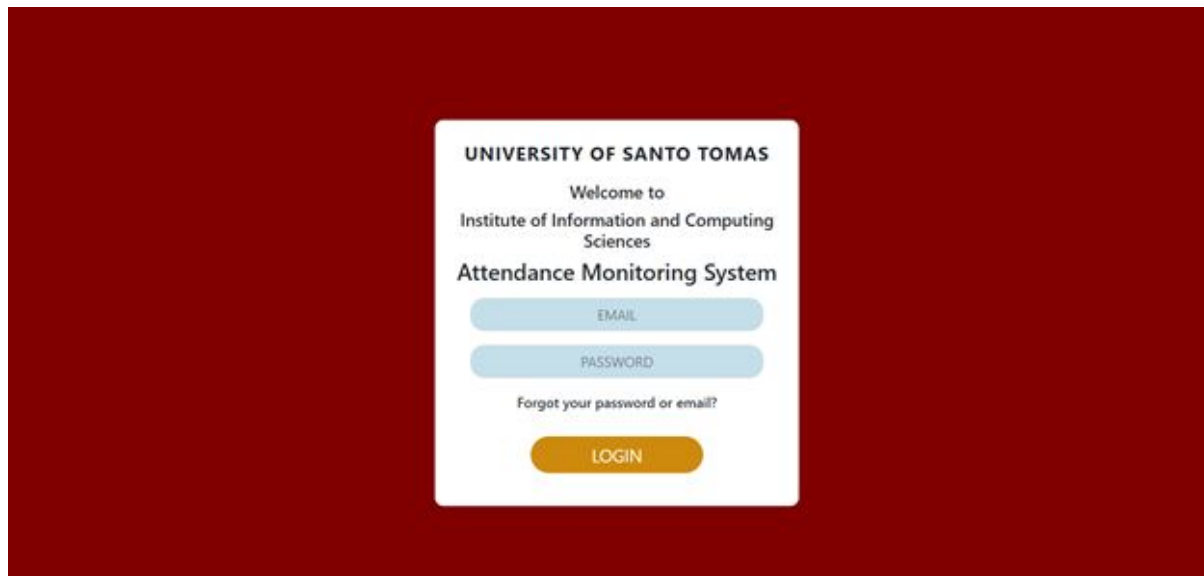 UNIVERSITY OF SANTO TOMAS
Welcome to
Institute of Information and Computing
Sciences
Attendance Monitoring System
EMAIL
PASSWORD
Forgot your password or email?
LOGIN